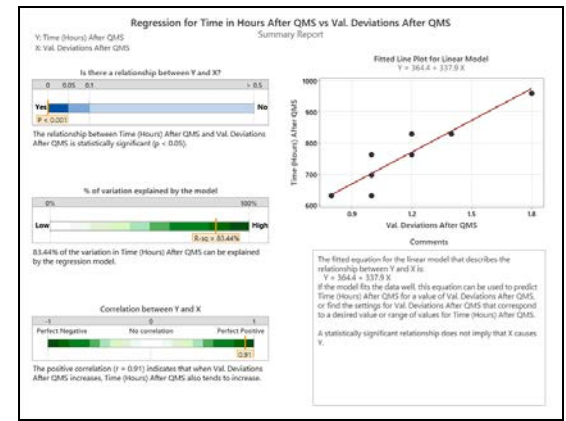 Regression for Time in Hours After QMS vs Val. Deviations After QMS
Summary Report
Y: Time (Hours) After QMS
X: Val. Deviations After QMS
Is there a relationship between Y and X?
0 0.05 0.1 > 0.5
Yes No
P < 0.001
The relationship between Time (Hours) After QMS and Val. Deviations
After QMS is statistically significant (p < 0.05).
% of variation explained by the model
0% 100%
Low High
R-sq = 83.44%
83.44% of the variation in Time (Hours) After QMS can be explained
by the regression model.
Correlation between Y and X
-1 0 1
Perfect Negative No correlation Perfect Positive
0.91
The positive correlation (r = 0.91) indicates that when Val. Deviations
After QMS increases, Time (Hours) After QMS also tends to increase.
Fitted Line Plot for Linear Model
Y = 364.4 + 337.9 X
Time (Hours) After QMS
1000
900
800
700
600
0.9 1.2 1.5 1.8
Val. Deviations After QMS
Comments
The fitted equation for the linear model that describes the
relationship between Y and X is:
Y = 364.4 + 337.9 X
If the model fits the data well, this equation can be used to predict
Time (Hours) After QMS for a value of Val. Deviations After QMS,
or find the settings for Val. Deviations After QMS that correspond
to a desired value or range of values for Time (Hours) After QMS.
A statistically significant relationship does not imply that X causes
Y.